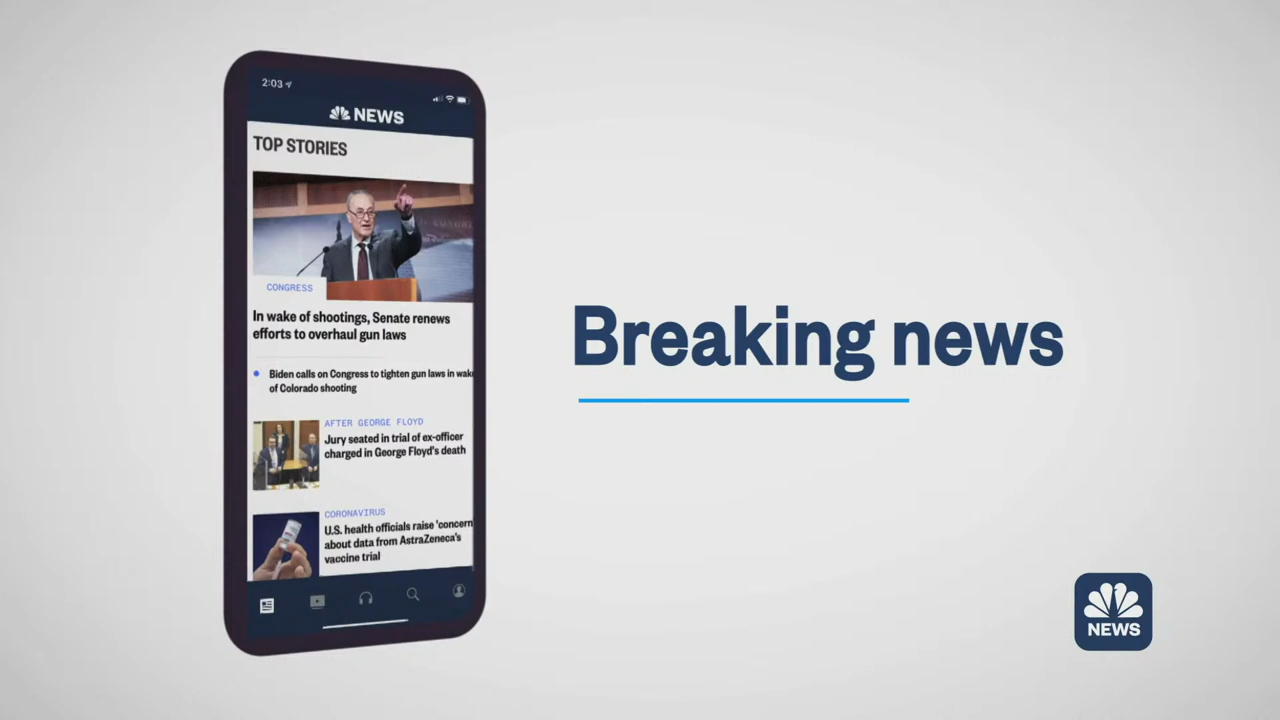 2:03
NEWS
TOP STORIES
CONGRESS
In wake of shootings, Senate renews
efforts to overhaul gun laws
Biden calls on Congress to tighten gun laws in wake
of Colorado shooting
AFTER GEORGE FLOYD
Jury seated in trial of ex-officer
charged in George Floyd's death
CORONAVIRUS
U.S. health officials raise 'concern
about data from AstraZeneca's
vaccine trial
Breaking news
NEWS